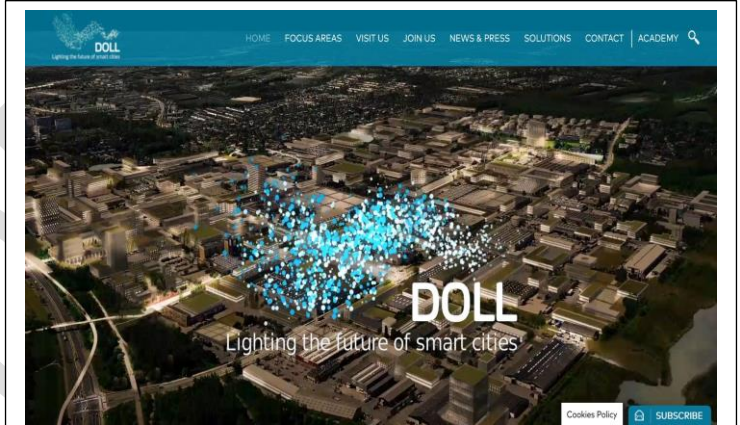 DOLL
Lighting the future of smart cities
HOME FOCUS AREAS VISIT US JOIN US NEWS & PRESS SOLUTIONS CONTACT ACADEMY
DOLL
Lighting the future of smart cities
Cookies Policy SUBSCRIBE